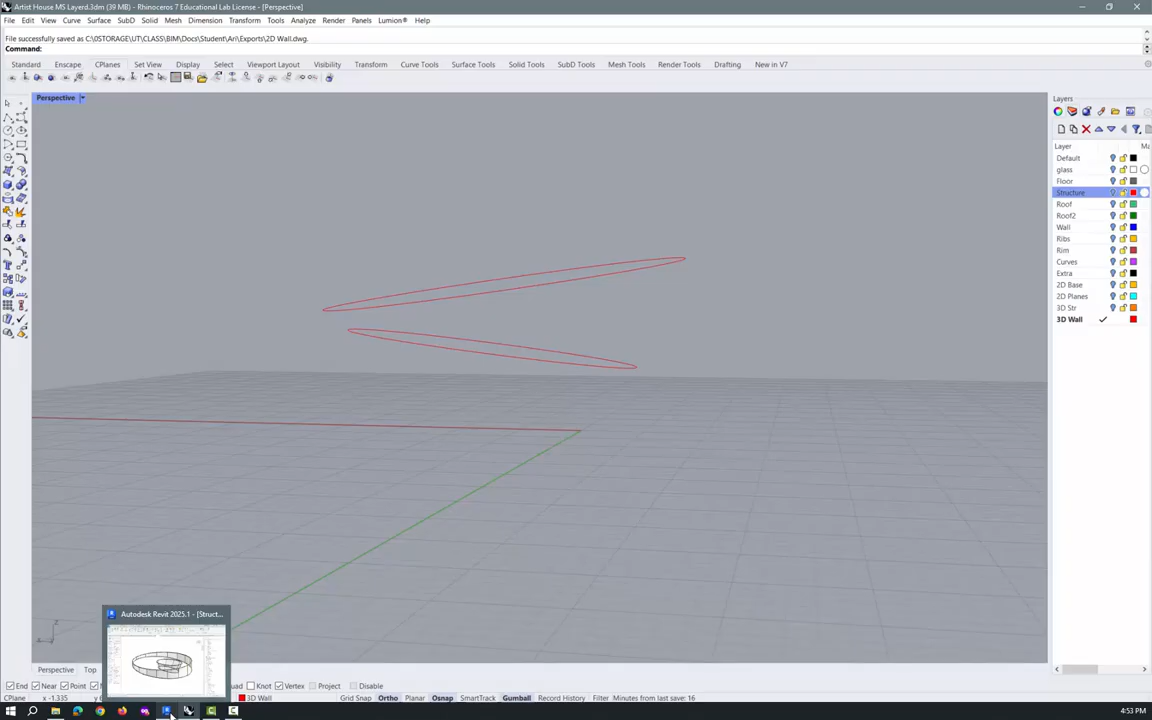 Artist House MS Layerd.3dm (39 MB) - Rhinoceros 7 Educational Lab License - [Perspective]
File Edit View Curve Surface SubD Solid Mesh Dimension Transform Tools Analyze Render Panels Lumion® Help
File successfully saved as C:\0STORAGE\UT\CLASS\BIM\Docs\Student\Ari\Exports\2D Wall.dwg.
Command:
Standard Escape CPlanes Set View Display Select Viewport Layout Visibility Transform Curve Tools Surface Tools Solid Tools SubD Tools Mesh Tools Render Tools Drafting New in V7
Perspective
Layers
Layer Ma
Default
glass
Floor
Structure
Roof
Roof2
Wall
Ribs
Rim
Curves
Extra
2D Base
2D Planes
3D Str
3D Wall
Autodesk Revit 2025.1 - [Struct...
Perspective Top
End Near Point Knot Vertex Project Disable
CPlane x -1.335 3D Wall Grid Snap Ortho Planar Osnap SmartTrack Gumball Record History Filter Minutes from last save: 16
4:53 PM